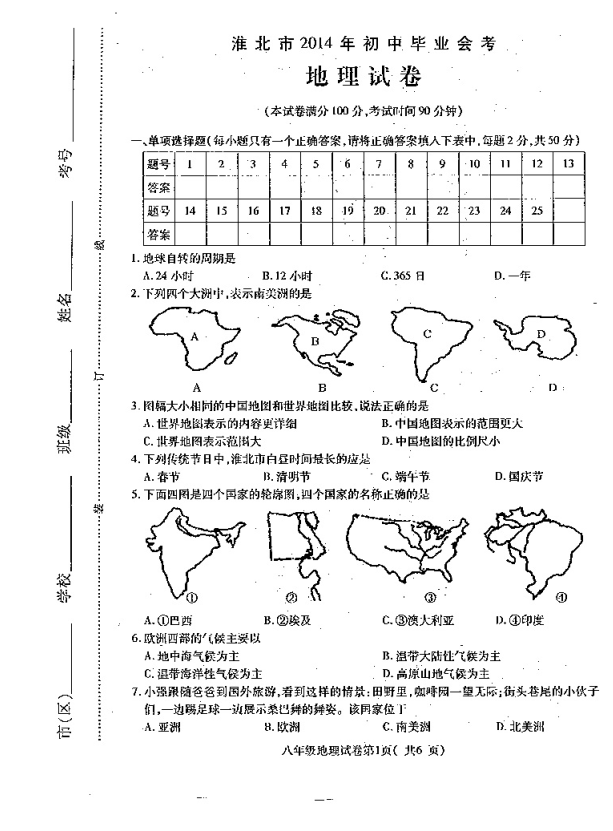 淮北市2014年初中毕业会考
地理试卷
(本试卷满分100分,考试时间90分钟)
一、单项选择题(每小题只有一个正确答案,请将正确答案填入下表中,每题2分,共50分)
题号 1 2 3 4 5 6 7 8 9 10 11 12 13
答案
题号 14 15 16 17 18 19 20 21 22 23 24 25
答案
1.地球自转的周期是
A.24小时 B.12小时 C.365日 D.一年
2.下列四个大洲中,表示南美洲的是
A B C D
A B C D
3.图幅大小相同的中国地图和世界地图比较,说法正确的是
A.世界地图表示的内容更详细 B.中国地图表示的范围更大
C.世界地图表示范围大 D.中国地图的比例尺小
4.下列传统节日中,淮北市白昼时间最长的应是
A.春节 B.清明节 C.端午节 D.国庆节
5.下面四图是四个国家的轮廓图,四个国家的名称正确的是
① ② ③ ④
A.①巴西 B.②埃及 C.③澳大利亚 D.④印度
6.欧洲西部的气候主要以
A.地中海气候为主 B.温带大陆性气候为主
C.温带海洋性气候为主 D.高原山地气候为主
7.小强跟随爸爸到国外旅游,看到这样的情景:田野里,咖啡园一望无际;街头巷尾的小伙子
们,一边踢足球一边展示桑巴舞的舞姿。该国家位于
A.亚洲 B.欧洲 C.南美洲 D.北美洲
八年级地理试卷第1页( 共6 页)
市(区) 学校 班级 姓名 考号
装 订 线